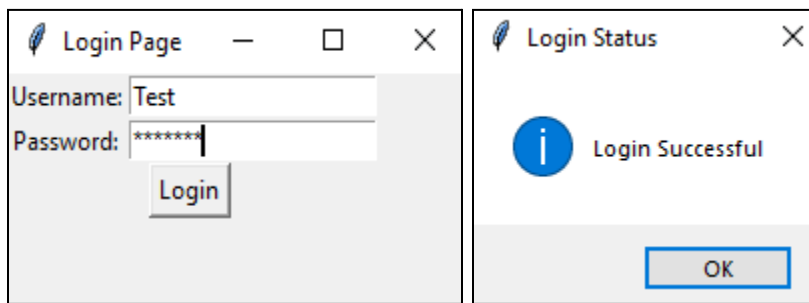 Login Page
Username: Test
Password: *******
Login
Login Status
i
Login Successful
OK